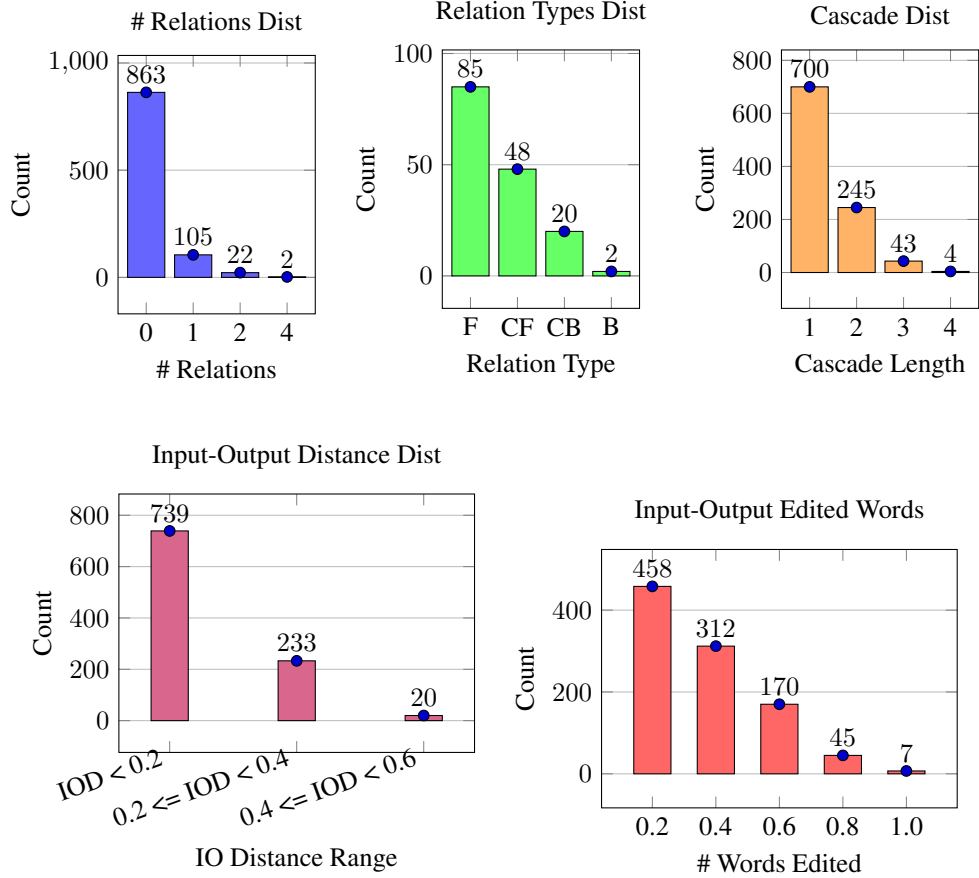 # Relations Dist
1,000
500
0
Count
863
105
22
2
0 1 2 4
# Relations
Relation Types Dist
100
50
0
Count
85
48
20
2
F CF CB B
Relation Type
Cascade Dist
800
600
400
200
0
Count
700
245
43
4
1 2 3 4
Cascade Length
Input-Output Distance Dist
800
600
400
200
0
Count
739
233
20
IOD < 0.2
0.2 <= IOD < 0.4
0.4 <= IOD < 0.6
IO Distance Range
Input-Output Edited Words
400
200
0
Count
458
312
170
45
7
0.2 0.4 0.6 0.8 1.0
# Words Edited